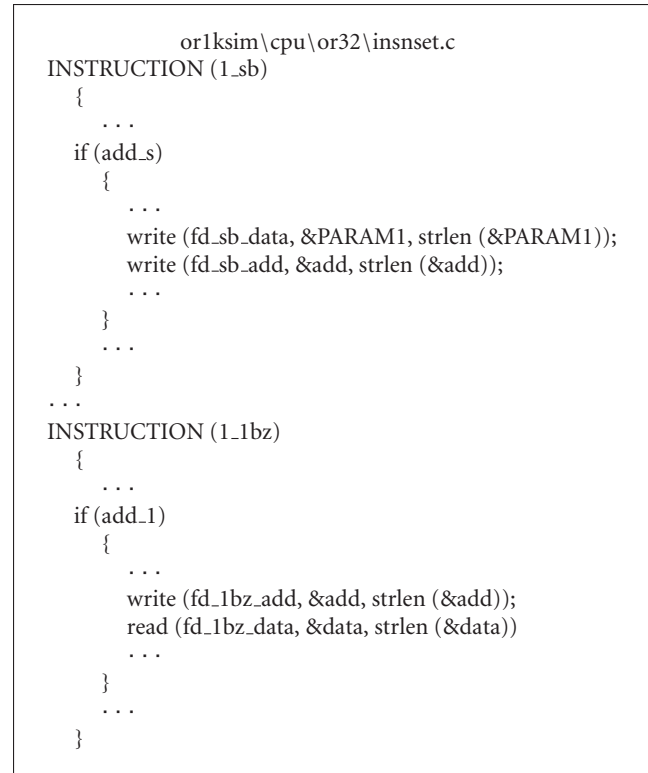 or1ksim\cpu\or32\insnset.c
INSTRUCTION (1_sb)
{
. . .
if (add_s)
{
. . .
write (fd_sb_data, &PARAM1, strlen (&PARAM1));
write (fd_sb_add, &add, strlen (&add));
. . .
}
. . .
}
. . .
INSTRUCTION (1_1bz)
{
. . .
if (add_1)
{
. . .
write (fd_1bz_add, &add, strlen (&add));
read (fd_1bz_data, &data, strlen (&data))
. . .
}
. . .
}